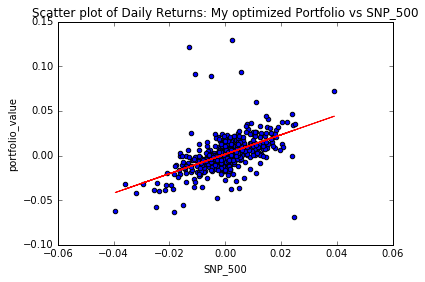 Scatter plot of Daily Returns: My optimized Portfolio vs SNP_500
0.15
0.10
0.05
0.00
−0.05
−0.10
portfolio_value
−0.06 −0.04 −0.02 0.00 0.02 0.04 0.06
SNP_500